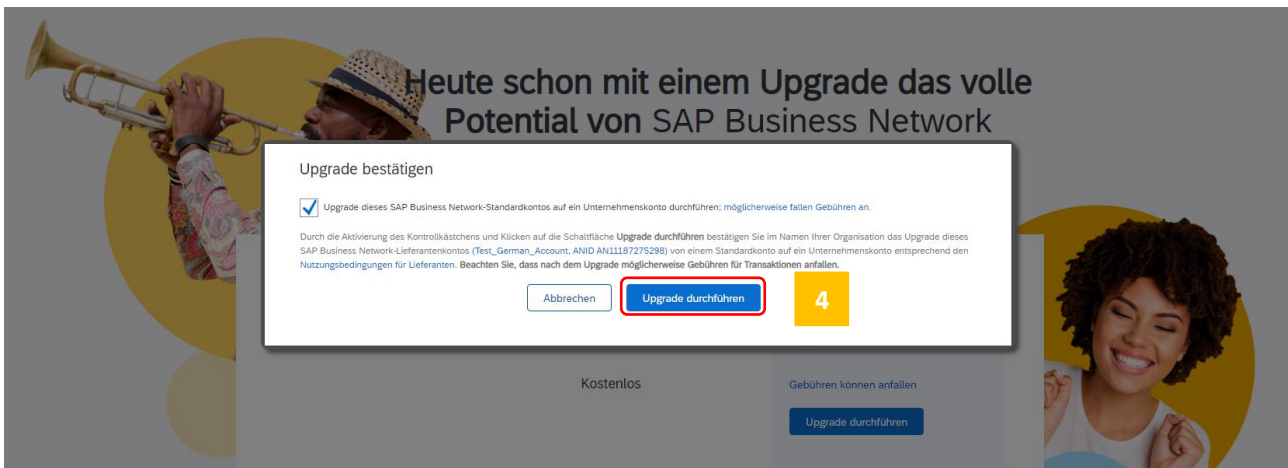 Heute schon mit einem Upgrade das volle
Potential von SAP Business Network
Upgrade bestätigen
Upgrade dieses SAP Business Network-Standardkontos auf ein Unternehmenskonto durchführen; möglicherweise fallen Gebühren an.
Durch die Aktivierung des Kontrollkästchens und Klicken auf die Schaltfläche Upgrade durchführen bestätigen Sie im Namen Ihrer Organisation das Upgrade dieses
SAP Business Network-Lieferantenkontos (Test_German_Account, ANID AN11187275298) von einem Standardkonto auf ein Unternehmenskonto entsprechend den
Nutzungsbedingungen für Lieferanten. Beachten Sie, dass nach dem Upgrade möglicherweise Gebühren für Transaktionen anfallen.
Abbrechen Upgrade durchführen 4
Kostenlos Gebühren können anfallen
Upgrade durchführen